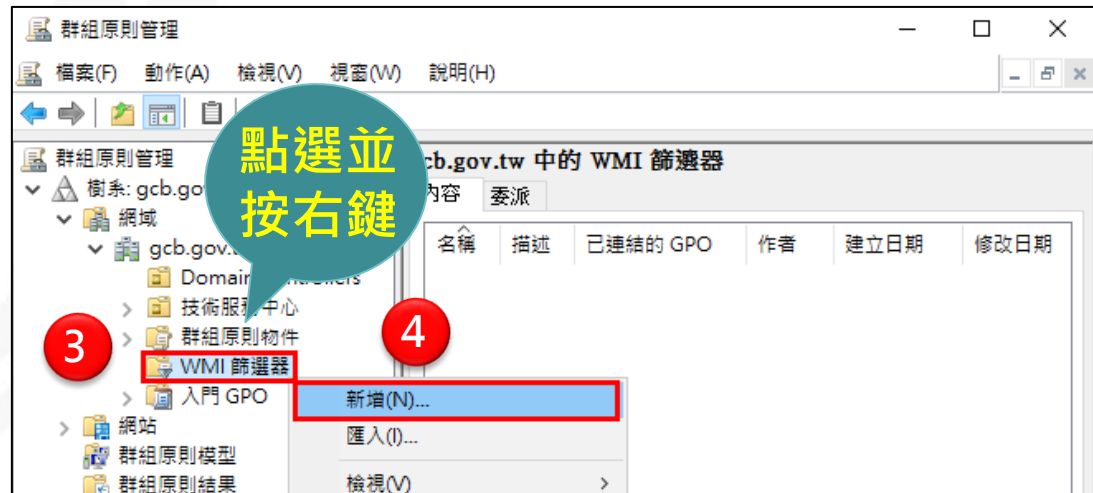 群組原則管理
檔案(F) 動作(A) 檢視(V) 視窗(W) 說明(H)
點選並
按右鍵
群組原則管理
樹系: gcb.gov
網域
gcb.gov.
Domain
技術服務中心
群組原則物件
WMI 篩選器
入門 GPO
網站
群組原則模型
群組原則結果
cb.gov.tw 中的 WMI 篩選器
內容 委派
名稱 描述 已連結的 GPO 作者 建立日期 修改日期
3
4
新增(N)...
匯入(I)...
檢視(V)